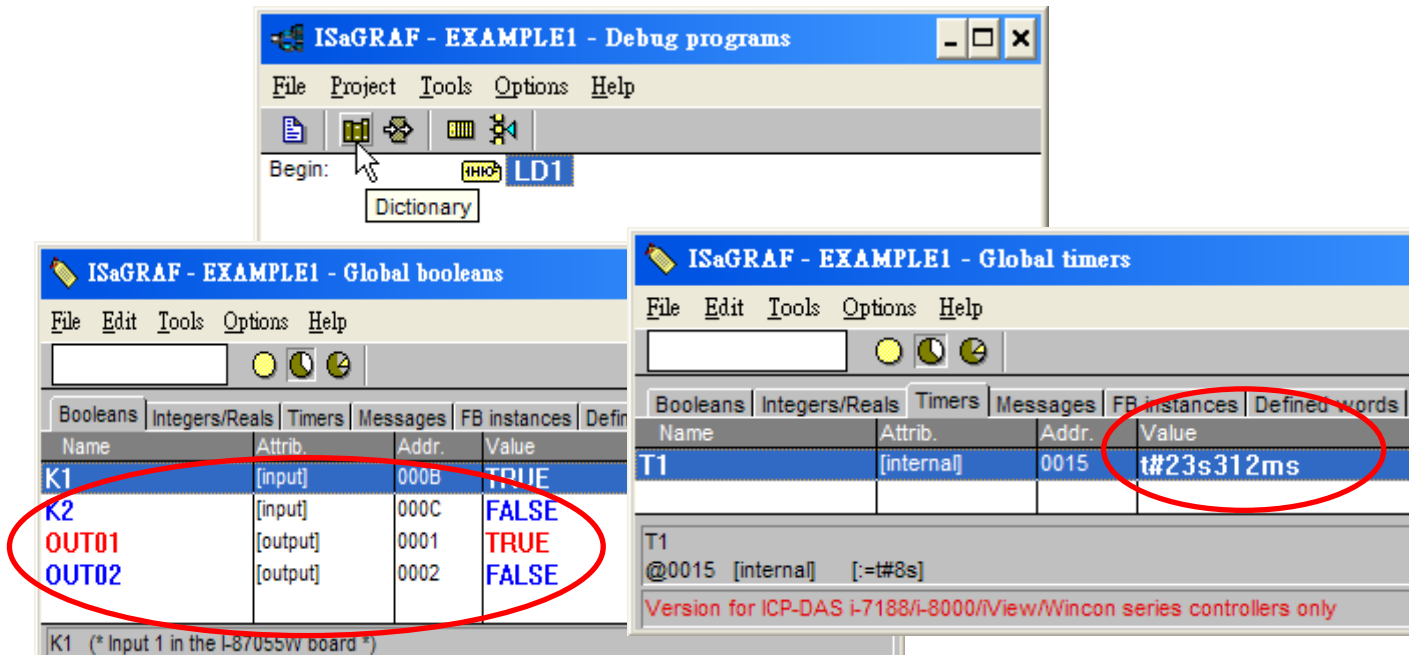 ISaGRAF - EXAMPLE1 - Debug programs
File Project Tools Options Help
Begin: LD1
Dictionary
ISaGRAF - EXAMPLE1 - Global booleans
File Edit Tools Options Help
Booleans Integers/Reals Timers Messages FB instances Defin
Name Attrib. Addr. Value
K1 [input] 000B TRUE
K2 [input] 000C FALSE
OUT01 [output] 0001 TRUE
OUT02 [output] 0002 FALSE
K1 (* Input 1 in the I-87055W board *)
ISaGRAF - EXAMPLE1 - Global timers
File Edit Tools Options Help
Booleans Integers/Reals Timers Messages FB instances Defined words
Name Attrib. Addr. Value
T1 [internal] 0015 t#23s312ms
T1
@0015 [internal] [:=t#8s]
Version for ICP-DAS i-7188/i-8000/iView/Wincon series controllers only